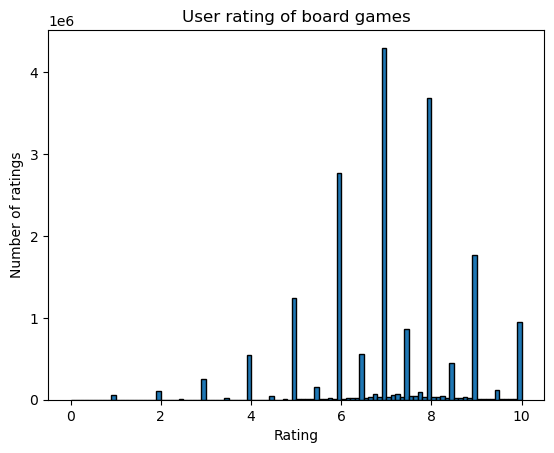 User rating of board games
1e6
4
3
2
1
0
Number of ratings
0 2 4 6 8 10
Rating